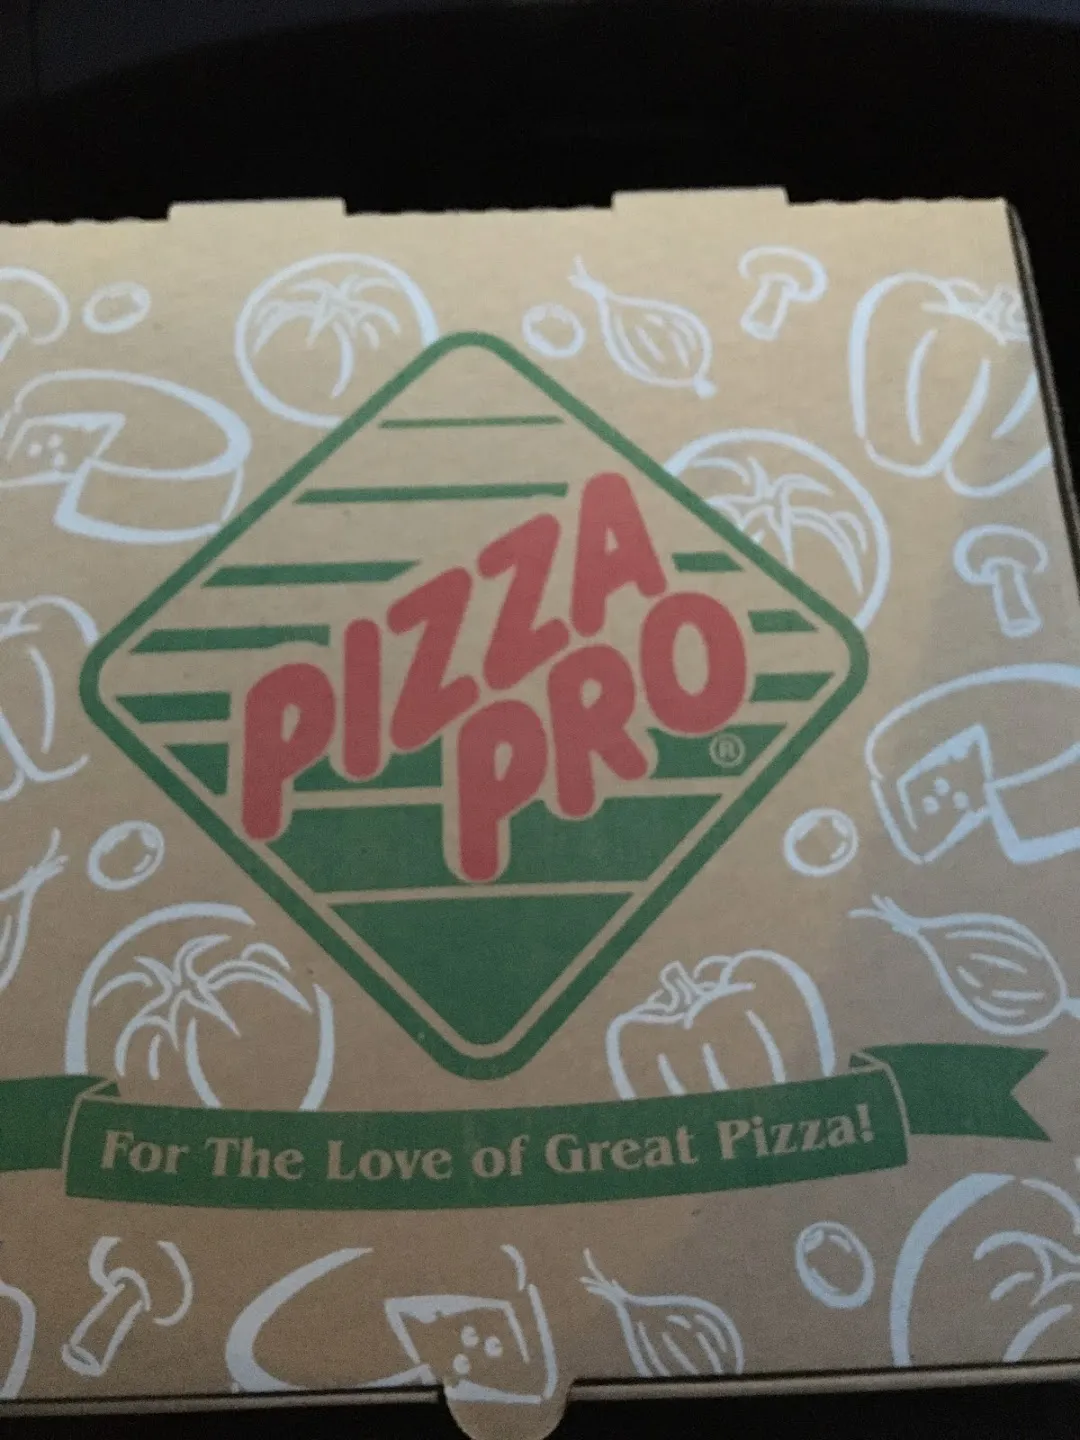 PIZZA
PRO
®
For The Love of Great Pizza!